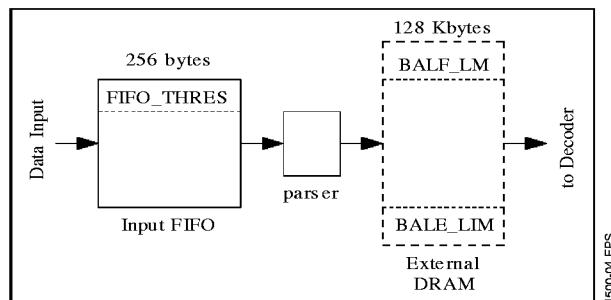 128 Kbytes
256 bytes
BALF_LM
FIFO_THRES
Data Input
parser
to Decoder
Input FIFO
BALE_LIM
External
DRAM